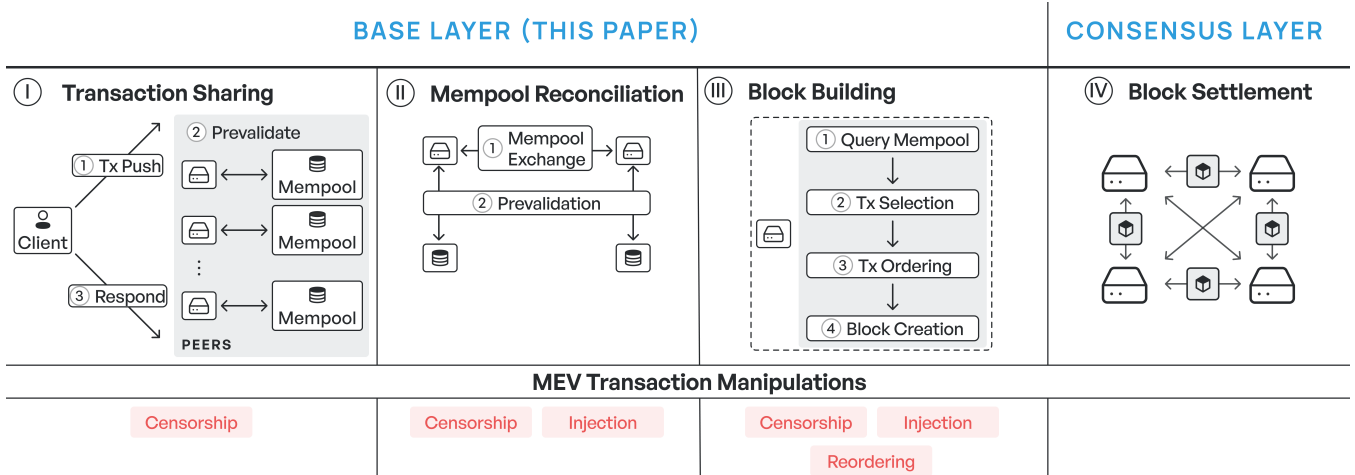 BASE LAYER (THIS PAPER)
CONSENSUS LAYER
I Transaction Sharing
1 Tx Push
Client
3 Respond
2 Prevalidate
Mempool
Mempool
Mempool
PEERS
II Mempool Reconciliation
1 Mempool
Exchange
2 Prevalidation
III Block Building
1 Query Mempool
2 Tx Selection
3 Tx Ordering
4 Block Creation
IV Block Settlement
MEV Transaction Manipulations
Censorship
Censorship
Injection
Censorship
Injection
Reordering